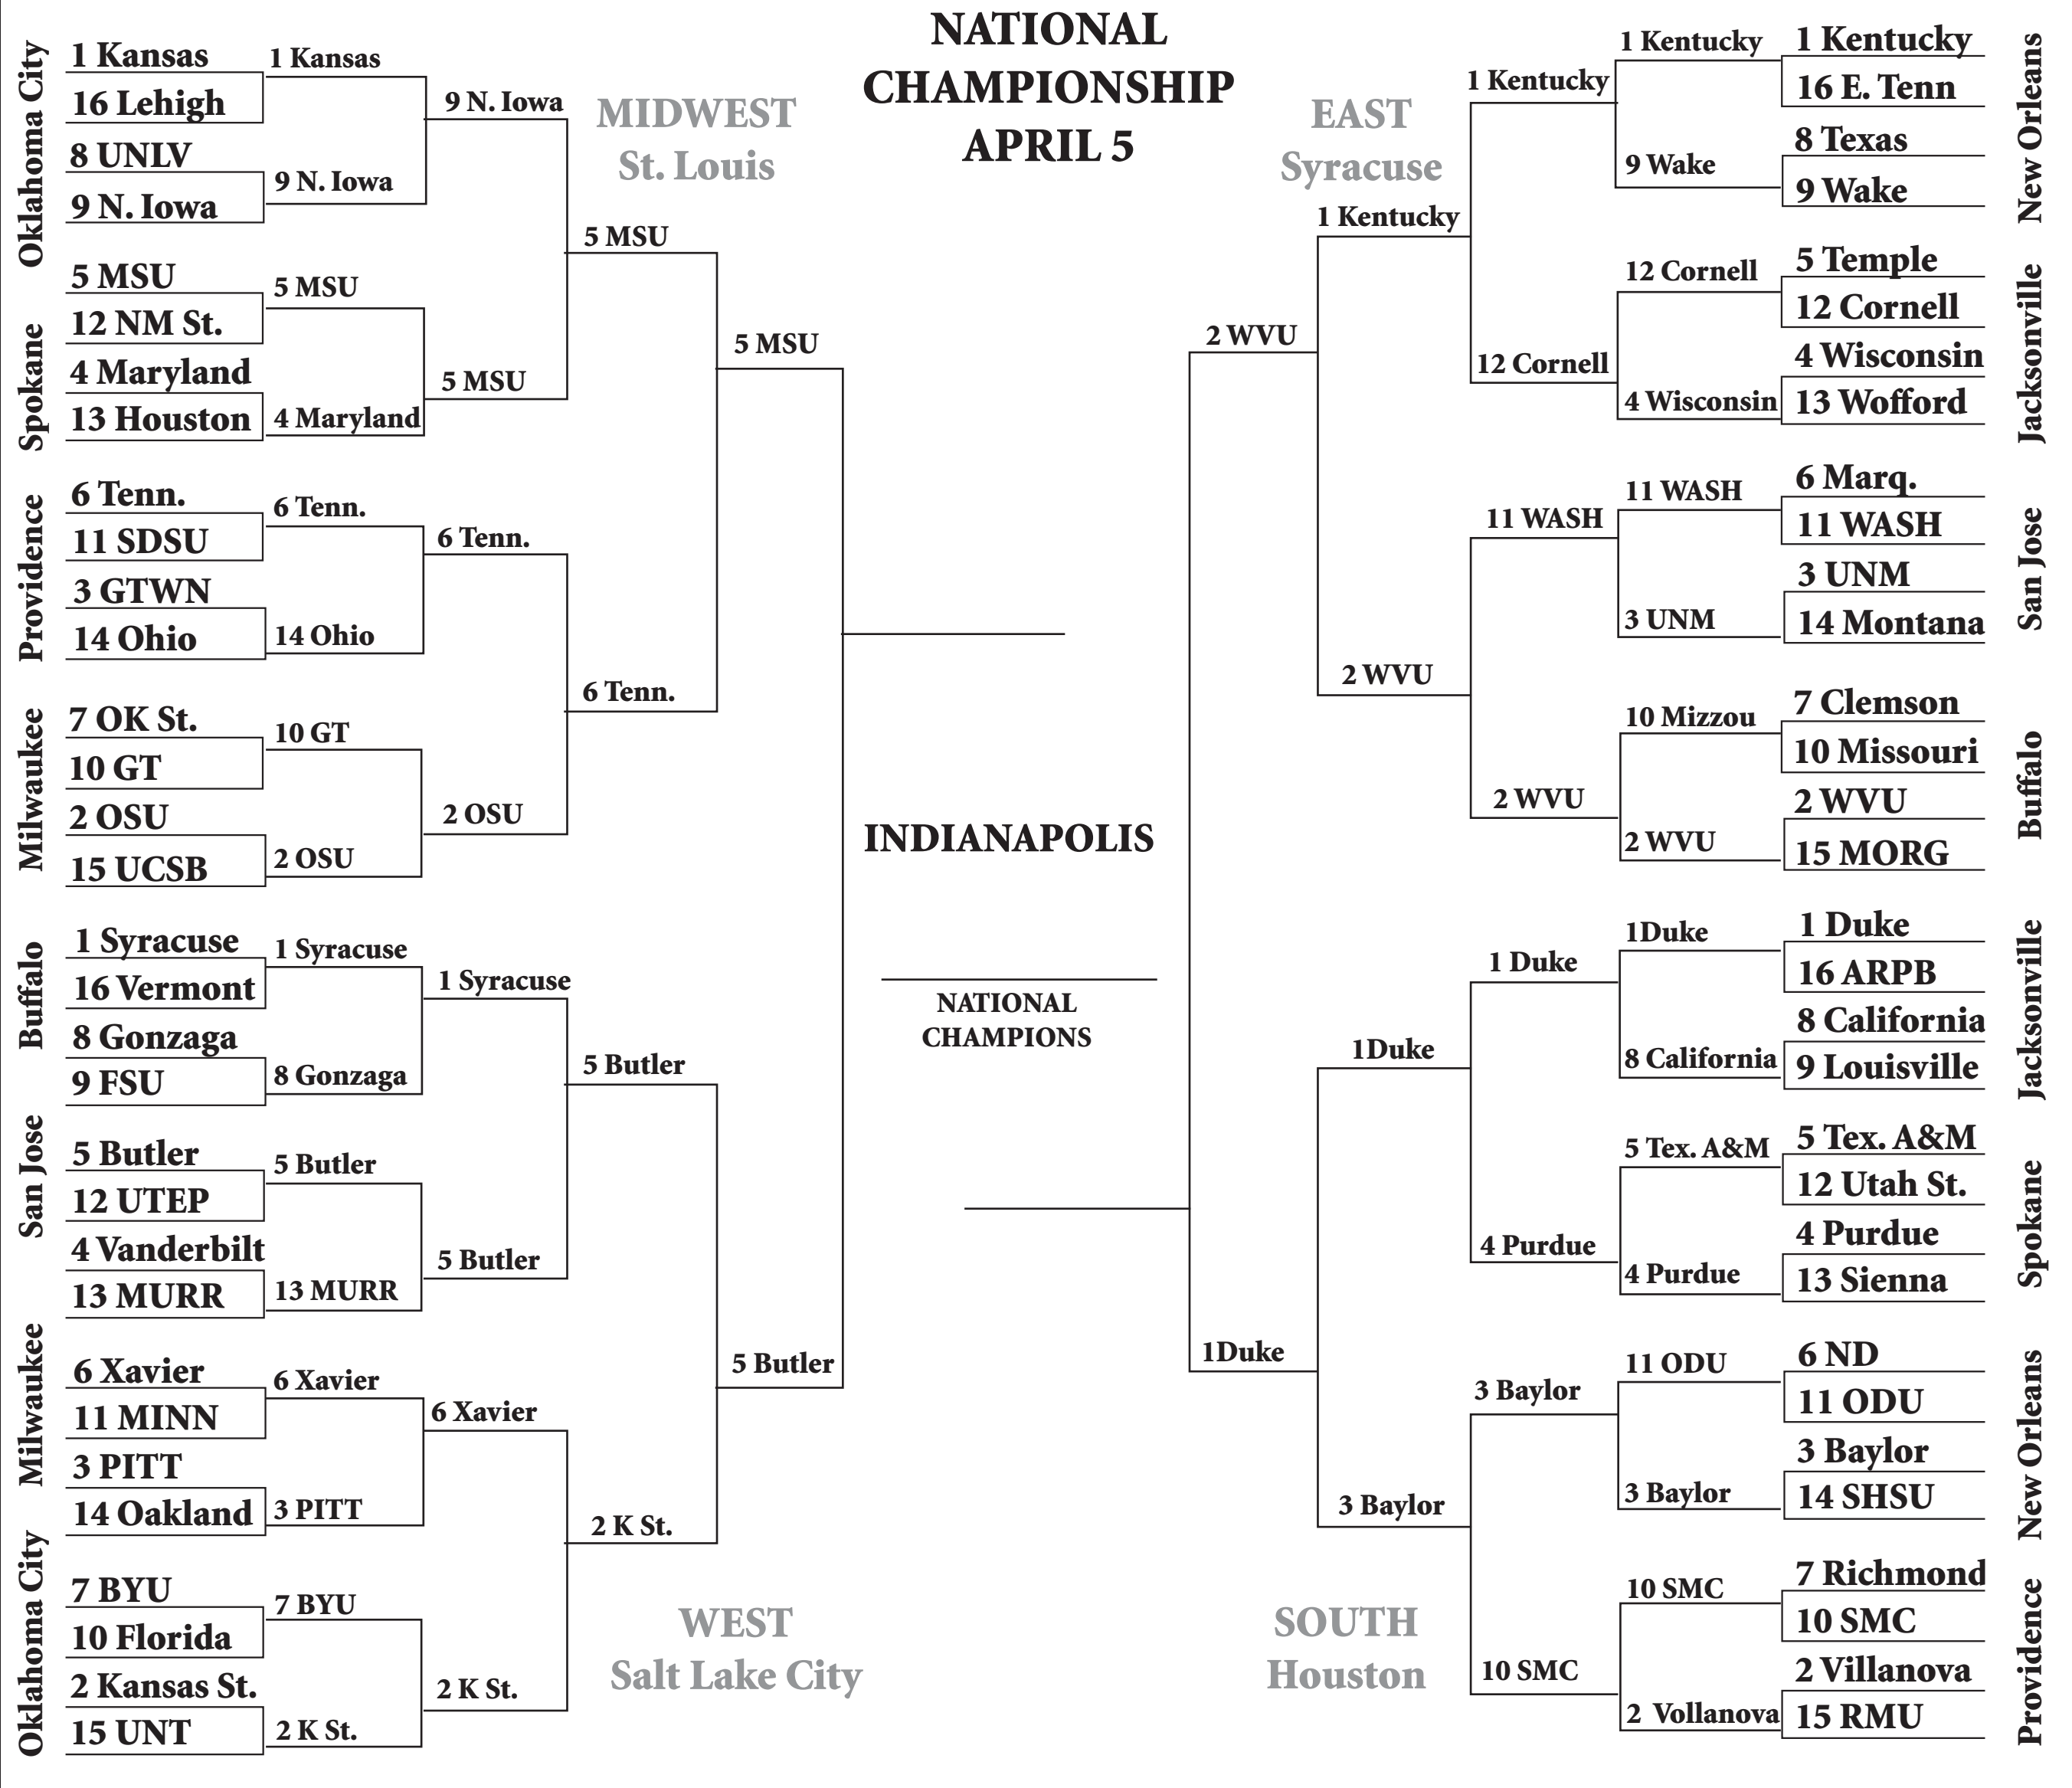 NATIONAL
CHAMPIONSHIP
APRIL 5
MIDWEST
St. Louis
Oklahoma City
1 Kansas
16 Lehigh
8 UNLV
9 N. Iowa
Spokane
5 MSU
12 NM St.
4 Maryland
13 Houston
Providence
6 Tenn.
11 SDSU
3 GTWN
14 Ohio
Milwaukee
7 OK St.
10 GT
2 OSU
15 UCSB
1 Kansas
9 N. Iowa
5 MSU
4 Maryland
6 Tenn.
14 Ohio
10 GT
2 OSU
9 N. Iowa
5 MSU
6 Tenn.
2 OSU
5 MSU
6 Tenn.
5 MSU
Buffalo
1 Syracuse
16 Vermont
8 Gonzaga
9 FSU
San Jose
5 Butler
12 UTEP
4 Vanderbilt
13 MURR
Milwaukee
6 Xavier
11 MINN
3 PITT
14 Oakland
Oklahoma City
7 BYU
10 Florida
2 Kansas St.
15 UNT
1 Syracuse
8 Gonzaga
5 Butler
13 MURR
6 Xavier
3 PITT
7 BYU
2 K St.
1 Syracuse
5 Butler
6 Xavier
2 K St.
5 Butler
2 K St.
5 Butler
WEST
Salt Lake City
INDIANAPOLIS
NATIONAL
CHAMPIONS
EAST
Syracuse
2 WVU
1 Kentucky
2 WVU
1 Kentucky
12 Cornell
11 WASH
2 WVU
1 Kentucky
9 Wake
12 Cornell
4 Wisconsin
11 WASH
3 UNM
10 Mizzou
2 WVU
1 Kentucky
16 E. Tenn
8 Texas
9 Wake
New Orleans
5 Temple
12 Cornell
4 Wisconsin
13 Wofford
Jacksonville
6 Marq.
11 WASH
3 UNM
14 Montana
San Jose
7 Clemson
10 Missouri
2 WVU
15 MORG
Buffalo
1Duke
1Duke
3 Baylor
1 Duke
4 Purdue
3 Baylor
10 SMC
1Duke
8 California
5 Tex. A&M
4 Purdue
11 ODU
3 Baylor
10 SMC
2 Vollanova
1 Duke
16 ARPB
8 California
9 Louisville
Jacksonville
5 Tex. A&M
12 Utah St.
4 Purdue
13 Sienna
Spokane
6 ND
11 ODU
3 Baylor
14 SHSU
New Orleans
7 Richmond
10 SMC
2 Villanova
15 RMU
Providence
SOUTH
Houston